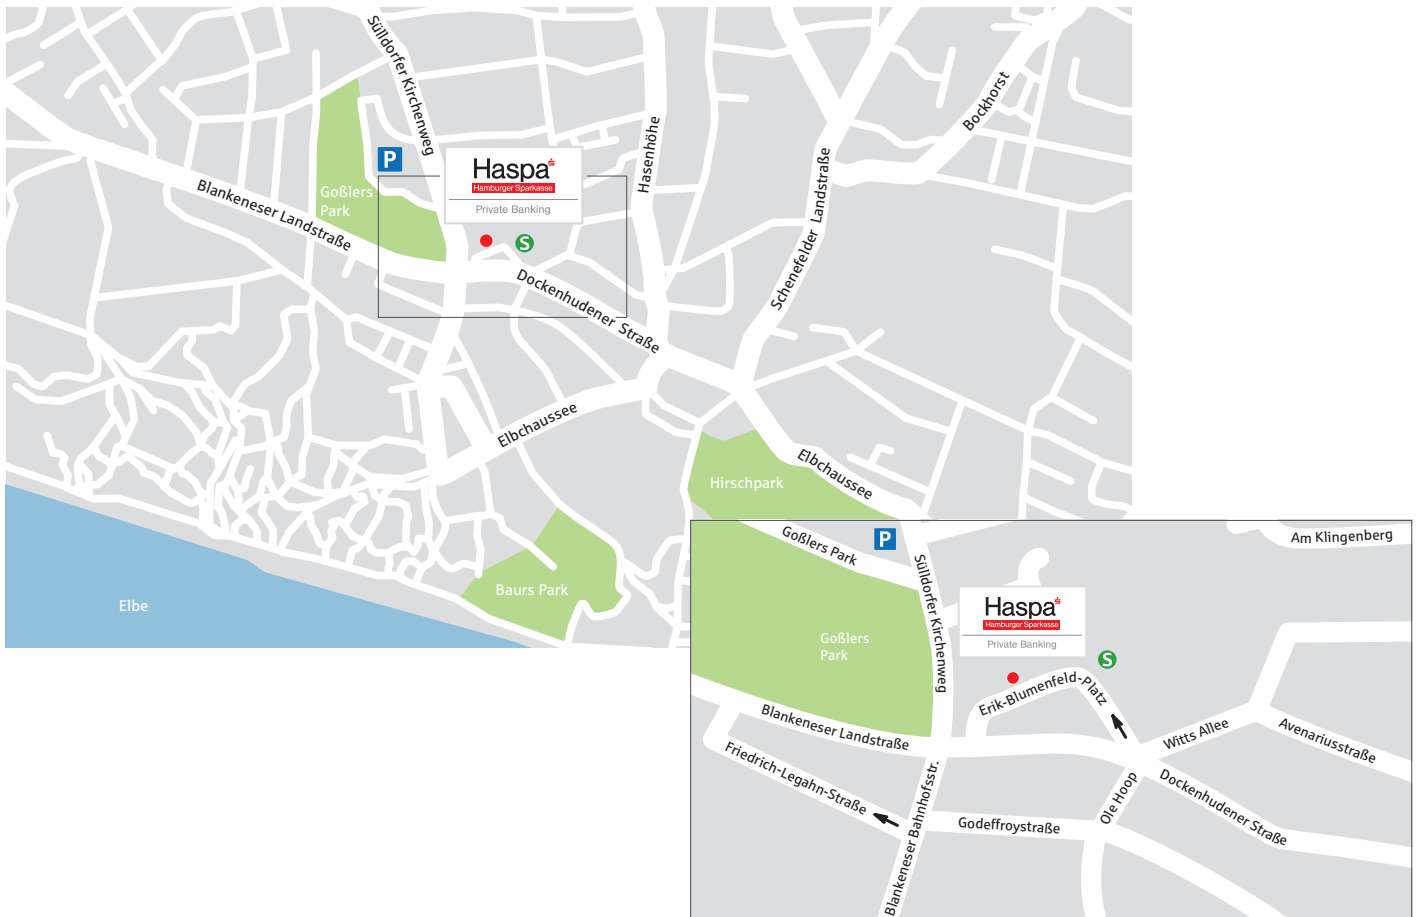 Sülldorfer Kirchenweg
Bockhorst
Hasenhöhe
P
Haspa
Hamburger Sparkasse
Private Banking
Goßlers
Park
Blankeneser Landstraße
Schenefelder Landstraße
S
Dockenhudener Straße
Elbchaussee
Elbchaussee
Hirschpark
Baurs Park
Elbe
Goßlers Park
P
Am Klingenberg
Sülldorfer Kirchenweg
Haspa
Hamburger Sparkasse
Private Banking
Goßlers
Park
S
Erik-Blumenfeld-Platz
Blankeneser Landstraße
Witts Allee
Avenariusstraße
Friedrich-Legahn-Straße
Blankeneser Bahnhofsstr.
Ole Hoop
Dockenhudener Straße
Godeffroystraße